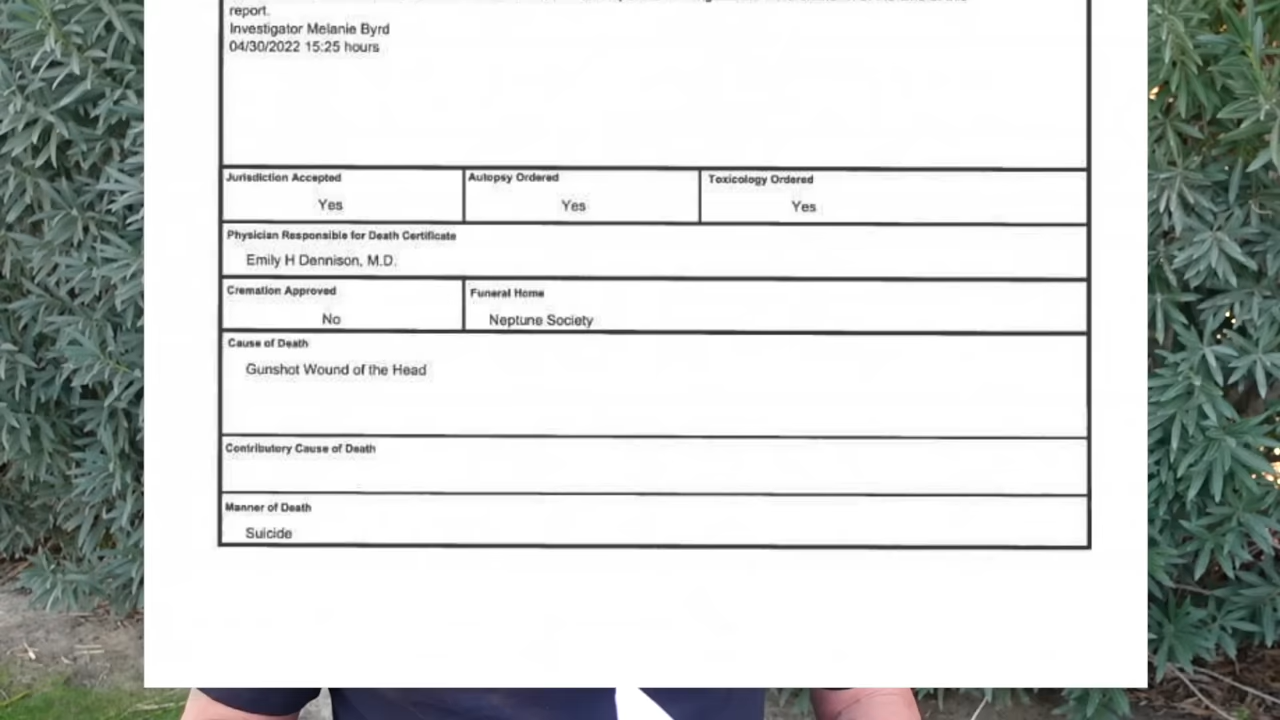 report.
Investigator Melanie Byrd
04/30/2022 15:25 hours
Jurisdiction Accepted Autopsy Ordered Toxicology Ordered
Yes Yes Yes
Physician Responsible for Death Certificate
Emily H Dennison, M.D.
Cremation Approved Funeral Home
No Neptune Society
Cause of Death
Gunshot Wound of the Head
Contributory Cause of Death
Manner of Death
Suicide